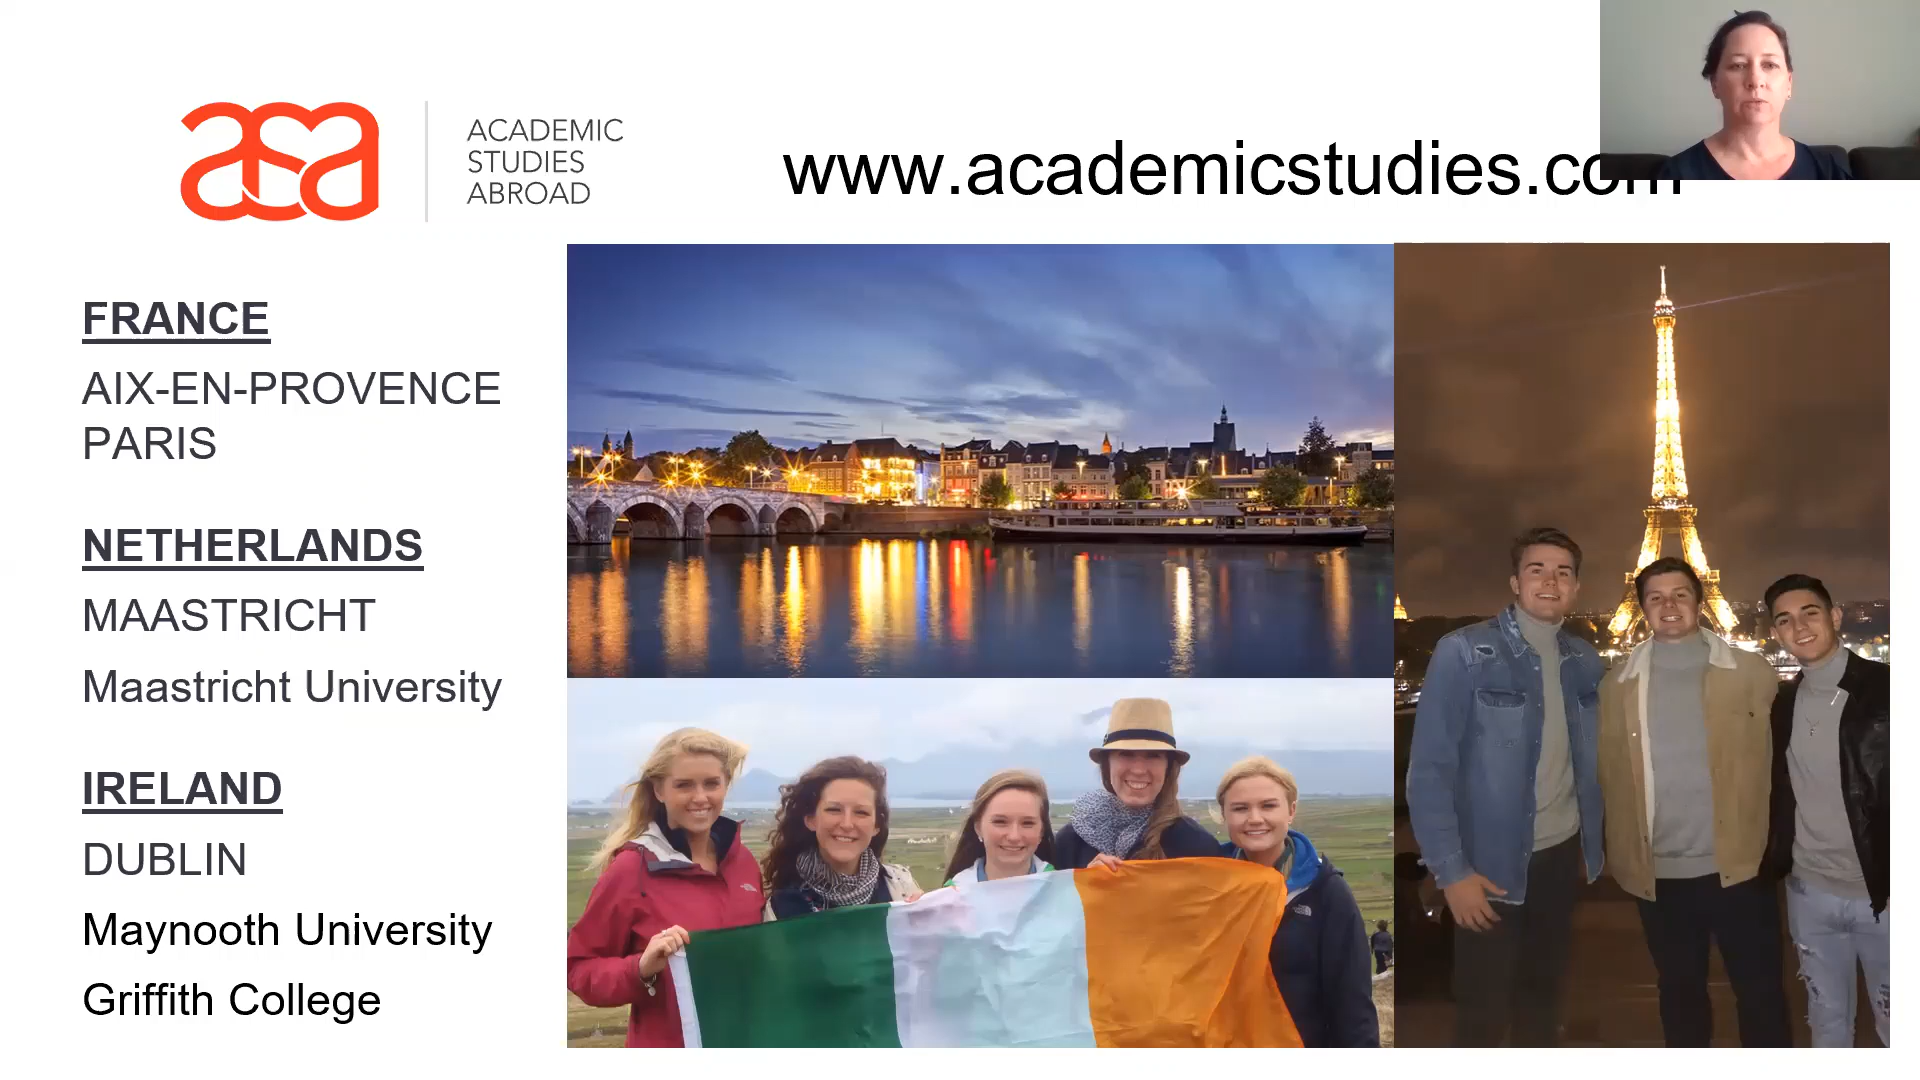 asa
ACADEMIC
STUDIES
ABROAD
www.academicstudies.com
FRANCE
AIX-EN-PROVENCE
PARIS
NETHERLANDS
MAASTRICHT
Maastricht University
IRELAND
DUBLIN
Maynooth University
Griffith College